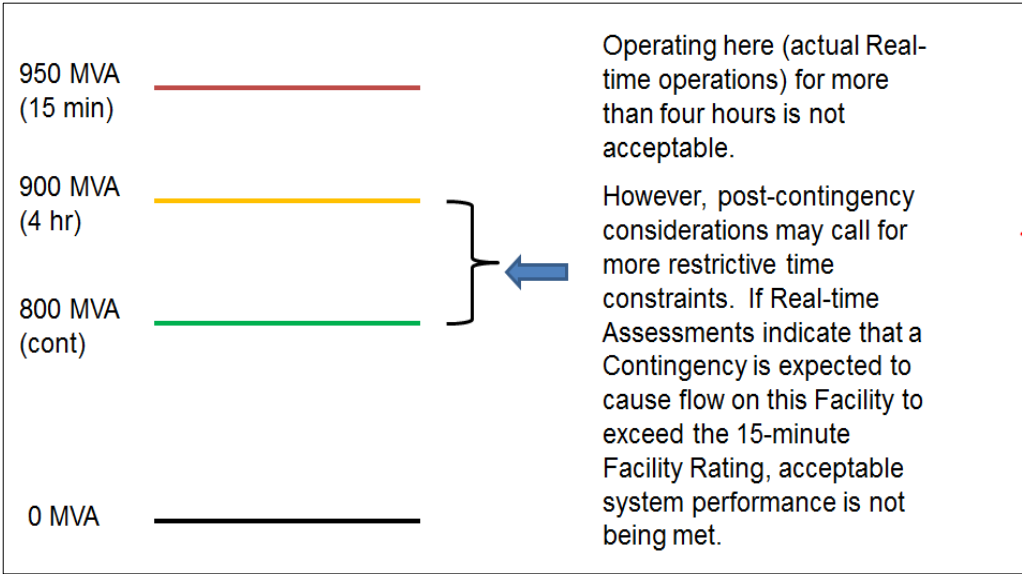 950 MVA
(15 min)
900 MVA
(4 hr)
800 MVA
(cont)
0 MVA
Operating here (actual Real-
time operations) for more
than four hours is not
acceptable.
However, post-contingency
considerations may call for
more restrictive time
constraints.  If Real-time
Assessments indicate that a
Contingency is expected to
cause flow on this Facility to
exceed the 15-minute
Facility Rating, acceptable
system performance is not
being met.